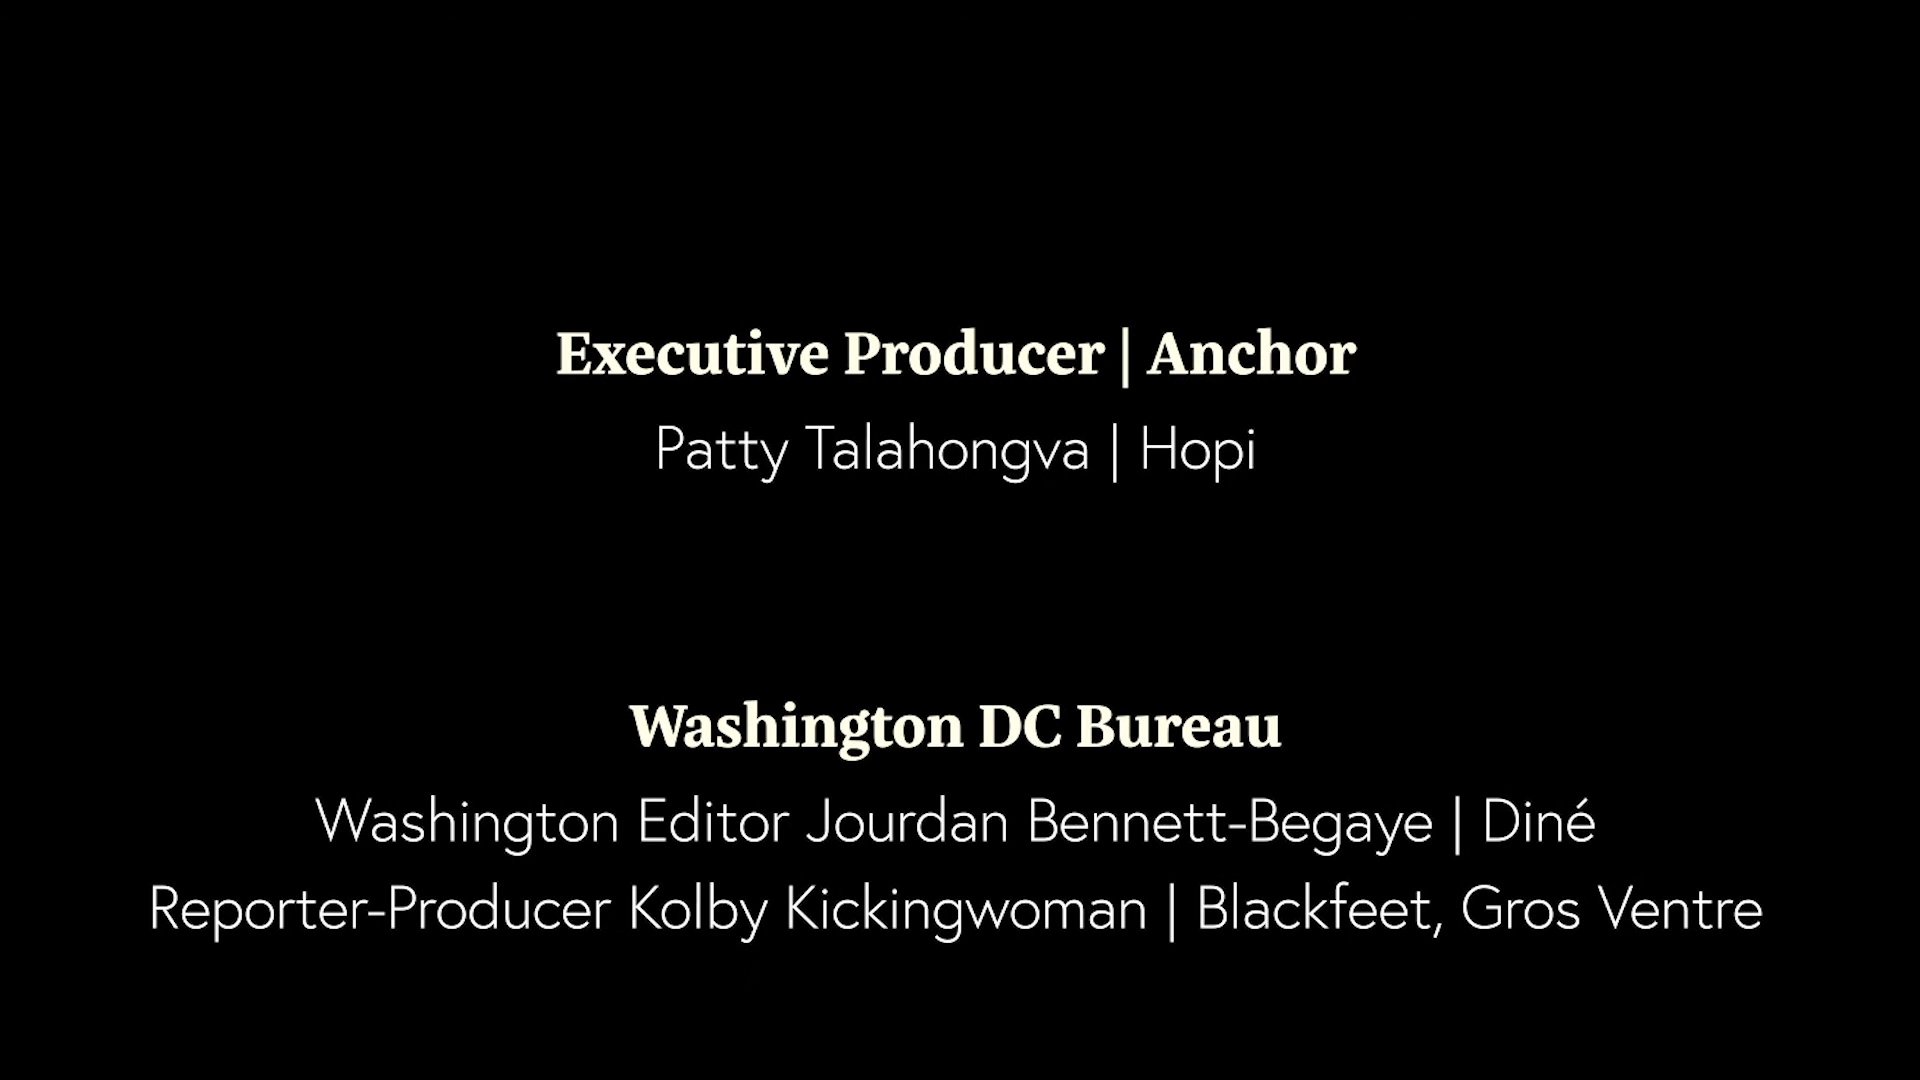 Executive Producer | Anchor
Patty Talahongva | Hopi
Washington DC Bureau
Washington Editor Jourdan Bennett-Begaye | Diné
Reporter-Producer Kolby Kickingwoman | Blackfeet, Gros Ventre